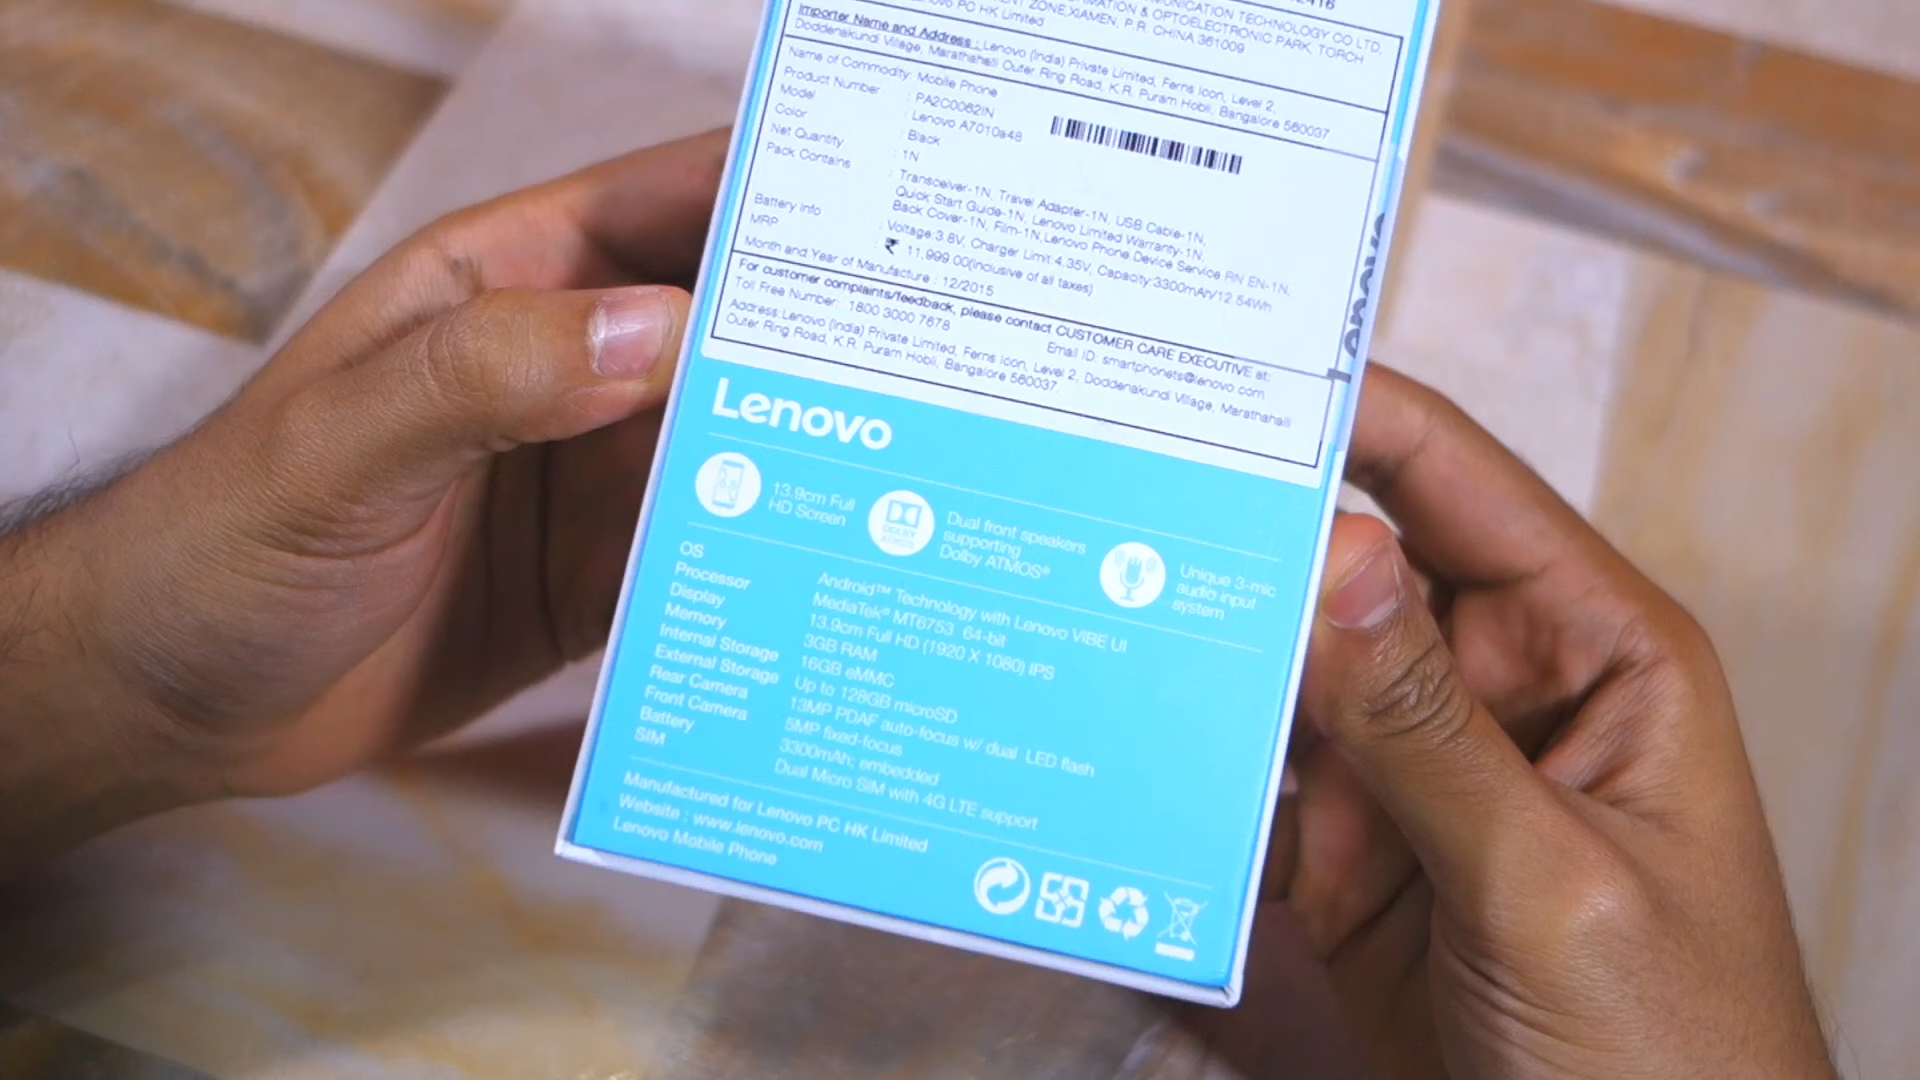 MUNICATION TECHNOLOGY CO LTD,
MATION & OPTOELECTRONIC PARK, TORCH
ZONE,XIAMEN, P.R. CHINA 361009
Lenovo PC HK Limited
Importer Name and Address : Lenovo (India) Private Limited, Ferns Icon, Level 2,
Doddenakundi Village, Marathahalli Outer Ring Road, K.R. Puram Hobli, Bangalore 560037
Name of Commodity: Mobile Phone
Product Number : PA2C0062IN
Model : Lenovo A7010a48
Color : Black
Net Quantity : 1N
Pack Contains : Transceiver-1N, Travel Adapter-1N, USB Cable-1N,
Quick Start Guide-1N, Lenovo Limited Warranty-1N,
Back Cover-1N, Film-1N,Lenovo Phone Device Service RN EN-1N,
Battery Info : Voltage:3.8V, Charger Limit:4.35V, Capacity:3300mAh/12.54Wh
MRP : ₹ 11,999.00(inclusive of all taxes)
Month and Year of Manufacture : 12/2015
For customer complaints/feedback, please contact CUSTOMER CARE EXECUTIVE at:
Toll Free Number: 1800 3000 7678 Email ID: smartphonets@lenovo.com
Address:Lenovo (India) Private Limited, Ferns Icon, Level 2, Doddenakundi Village, Marathahalli
Outer Ring Road, K.R. Puram Hobli, Bangalore 560037.
Lenovo
Lenovo
13.9cm Full
HD Screen
DOLBY
ATMOS
Dual front speakers
supporting
Dolby ATMOS®
Unique 3-mic
audio input
system
OS Android™ Technology with Lenovo VIBE UI
Processor MediaTek® MT6753 64-bit
Display 13.9cm Full HD (1920 X 1080) IPS
Memory 3GB RAM
Internal Storage 16GB eMMC
External Storage Up to 128GB microSD
Rear Camera 13MP PDAF auto-focus w/ dual LED flash
Front Camera 5MP fixed-focus
Battery 3300mAh; embedded
SIM Dual Micro SIM with 4G LTE support
Manufactured for Lenovo PC HK Limited
Website : www.lenovo.com
Lenovo Mobile Phone